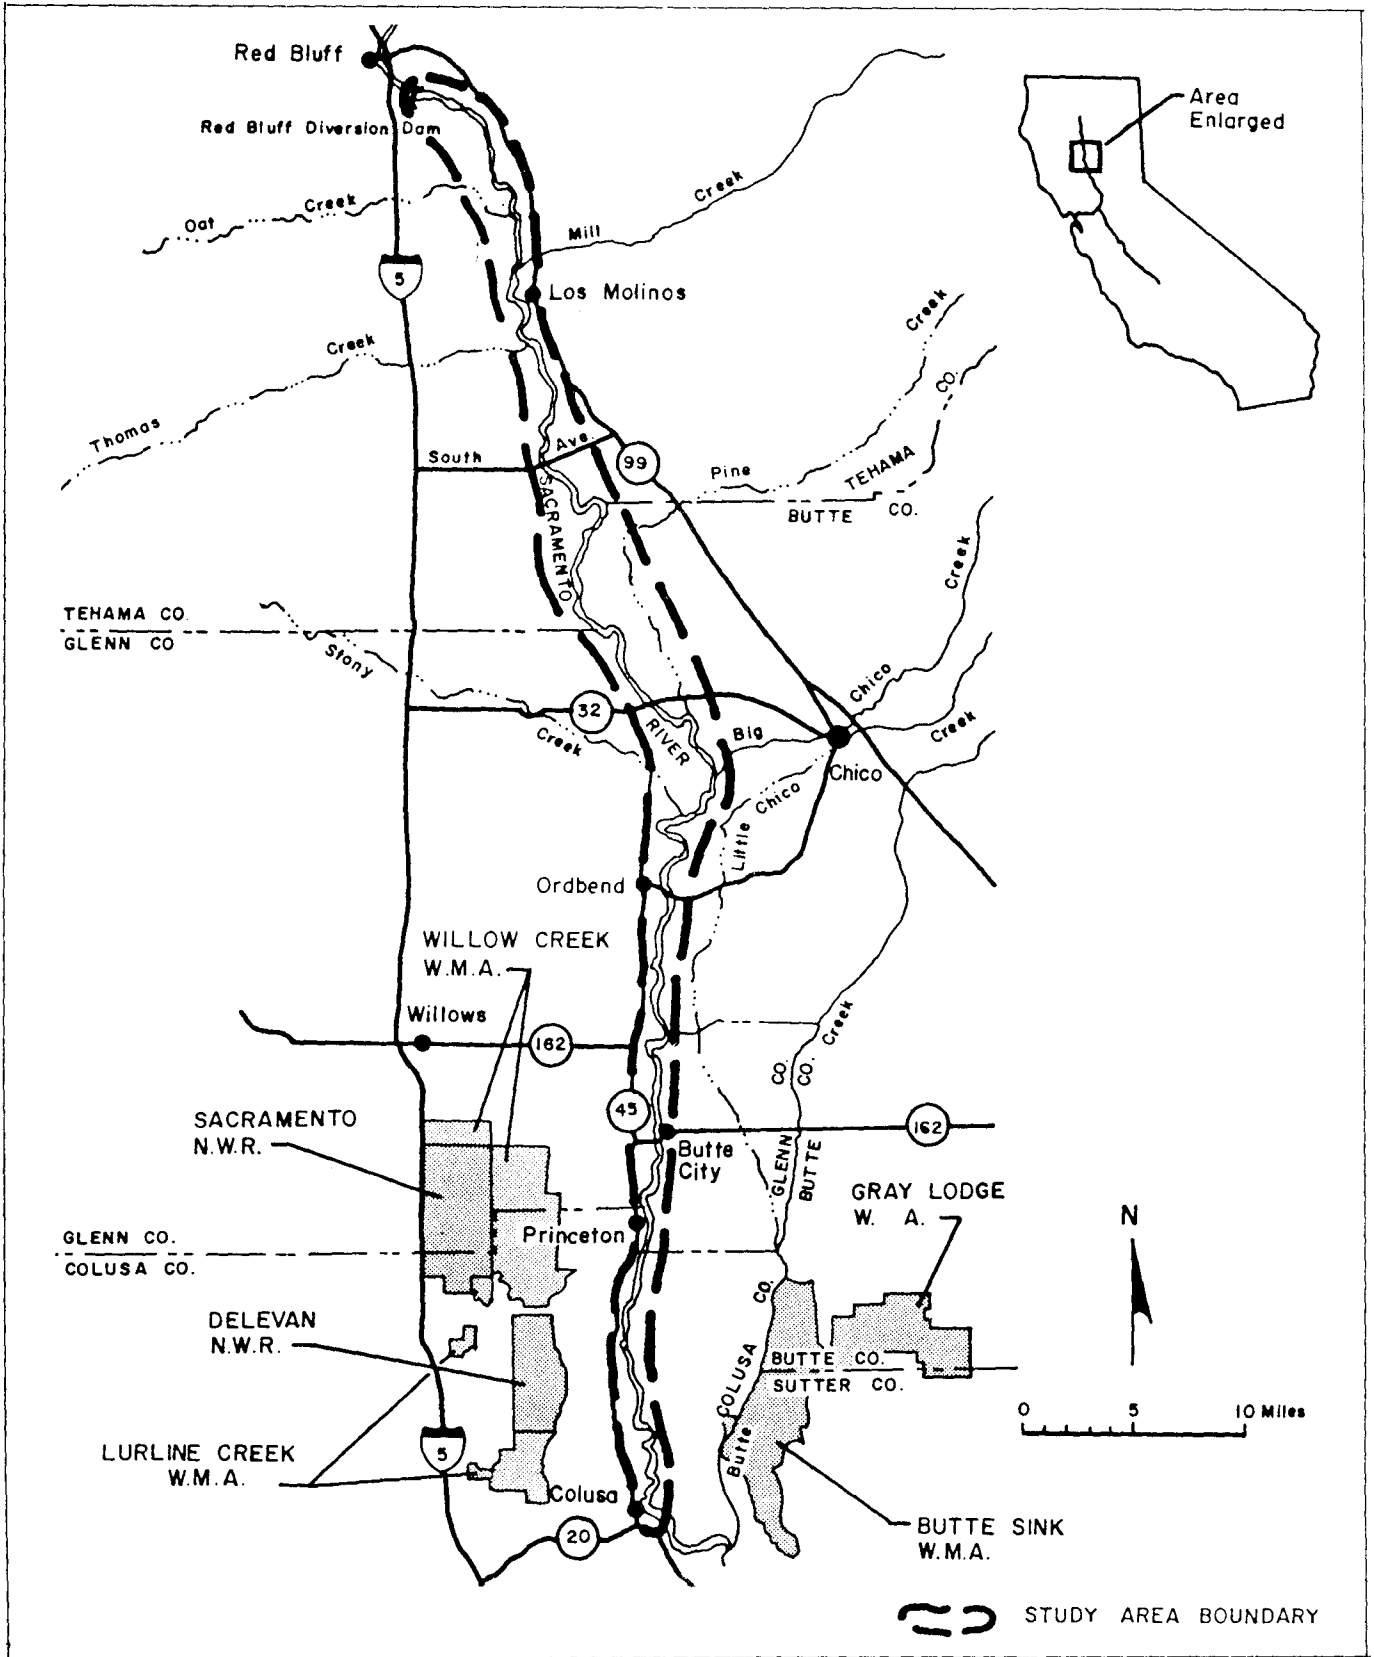 Red Bluff
Area
Enlarged
Red Bluff Diversion Dam
Oat Creek
Mill Creek
5
Los Molinos
Creek
Thomas Creek
South Ave.
99
Pine
TEHAMA CO.
BUTTE CO.
SACRAMENTO
RIVER
TEHAMA CO.
GLENN CO
Stony
Creek
32
Creek
Chico
Big
Creek
Chico
Little Chico
Ordbend
WILLOW CREEK
W.M.A.
Willows
162
Creek
GLENN CO.
BUTTE CO.
45
SACRAMENTO
N.W.R.
162
Butte
City
GRAY LODGE
W. A.
N
Princeton
GLENN CO.
COLUSA CO.
DELEVAN
N.W.R.
COLUSA CO.
BUTTE CO.
SUTTER CO.
0 5 10 Miles
Butte
LURLINE CREEK
W.M.A.
5
Colusa
20
BUTTE SINK
W.M.A.
STUDY AREA BOUNDARY